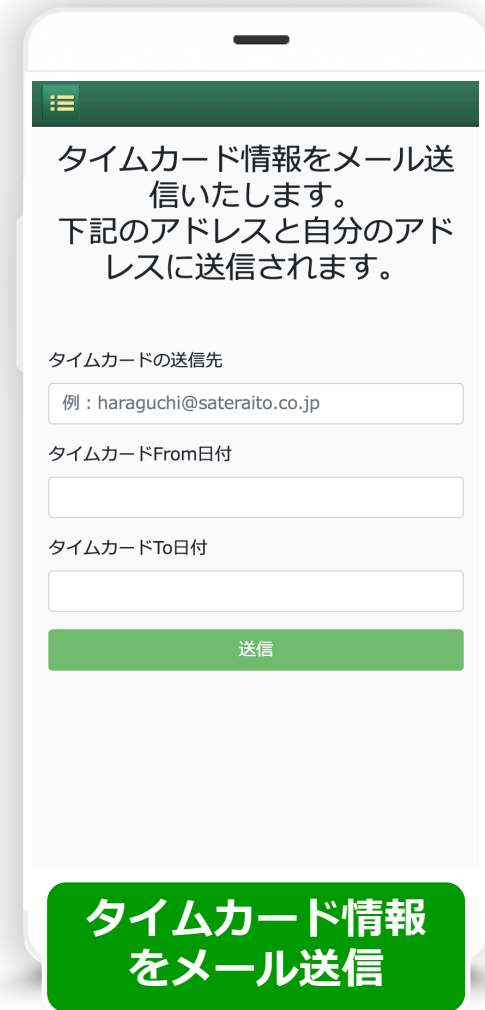 タイムカード情報をメール送
信いたします。
下記のアドレスと自分のアド
レスに送信されます。
タイムカードの送信先
例：haraguchi@sateraito.co.jp
タイムカードFrom日付
タイムカードTo日付
送信
タイムカード情報
をメール送信